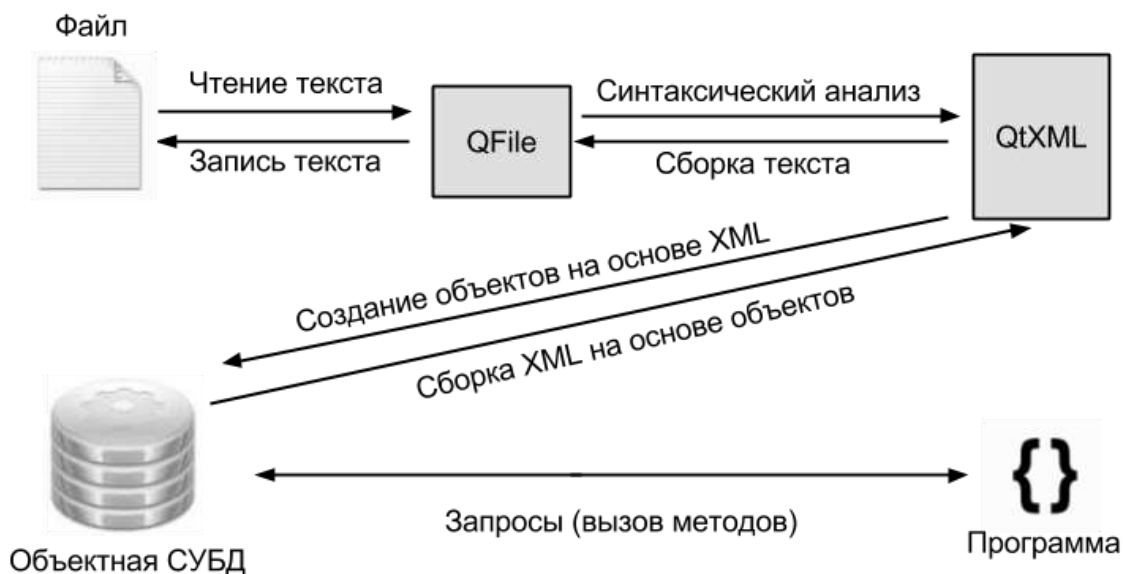 Файл
Чтение текста
Запись текста
QFile
Синтаксический анализ
Сборка текста
QtXML
Создание объектов на основе XML
Сборка XML на основе объектов
Объектная СУБД
Запросы (вызов методов)
{}
Программа